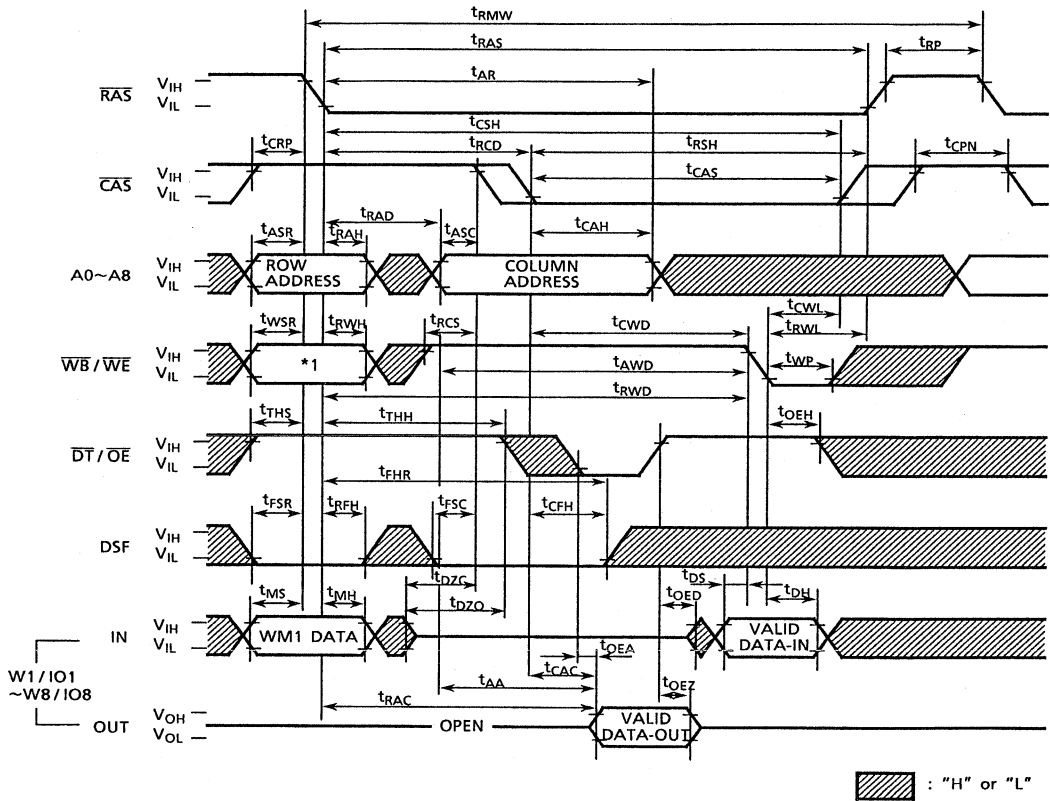 tRMW
tRAS
tRP
tAR
RAS VIH
VIL
tCSH
tCRP tRCD tRSH tCPN
CAS VIH
VIL
tCAS
tRAD
tASR tRAH tASC tCAH
A0~A8 VIH
VIL
ROW ADDRESS
COLUMN ADDRESS
tCWL
tWSR tRWH tRCS tCWD tRWL
WB / WE VIH
VIL
*1
tAWD tWP
tRWD
tTHS tTHH tOEH
DT / OE VIH
VIL
tFHR
tFSR tRFH tFSC tCFH
DSF VIH
VIL
tDZC tDS
tMS tMH tDZO tOED tDH
IN VIH
VIL
WM1 DATA
VALID DATA-IN
tOEA
W1 / IO1
~W8 / IO8
tCAC
tAA tOEZ
tRAC
OUT VOH
VOL
OPEN
VALID DATA-OUT
: "H" or "L"